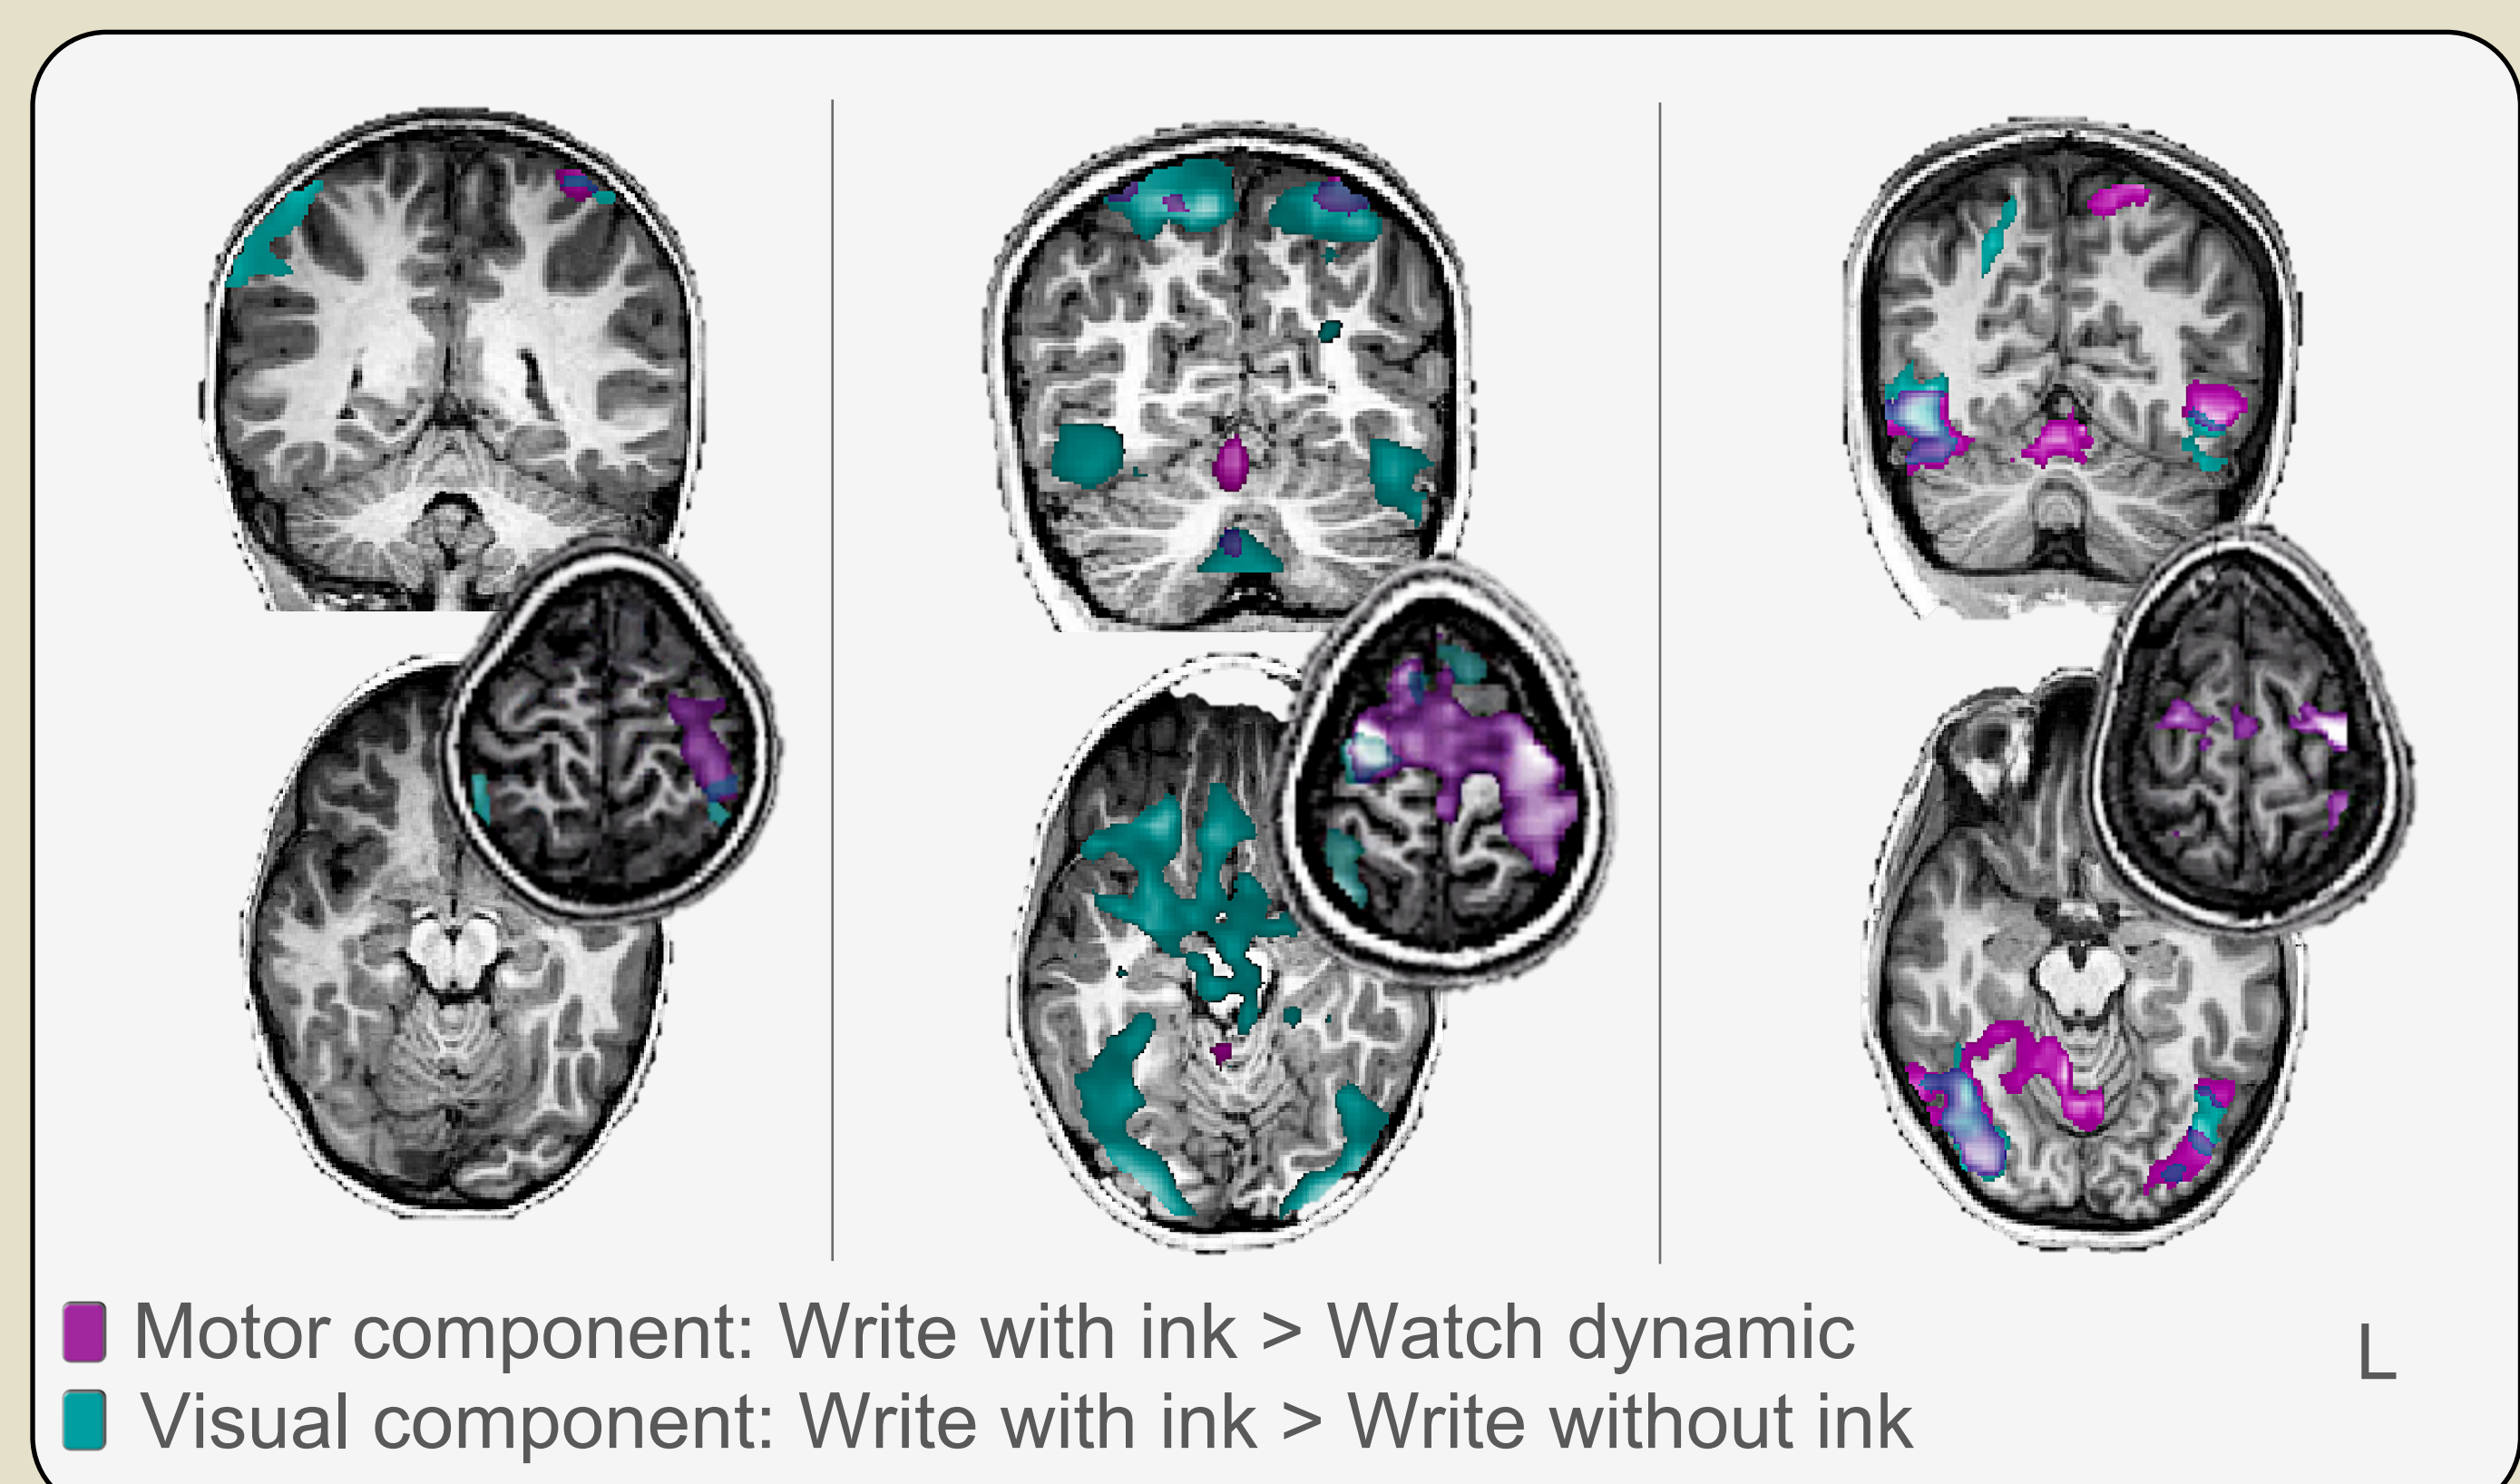 Motor component: Write with ink > Watch dynamic
L
Visual component: Write with ink > Write without ink